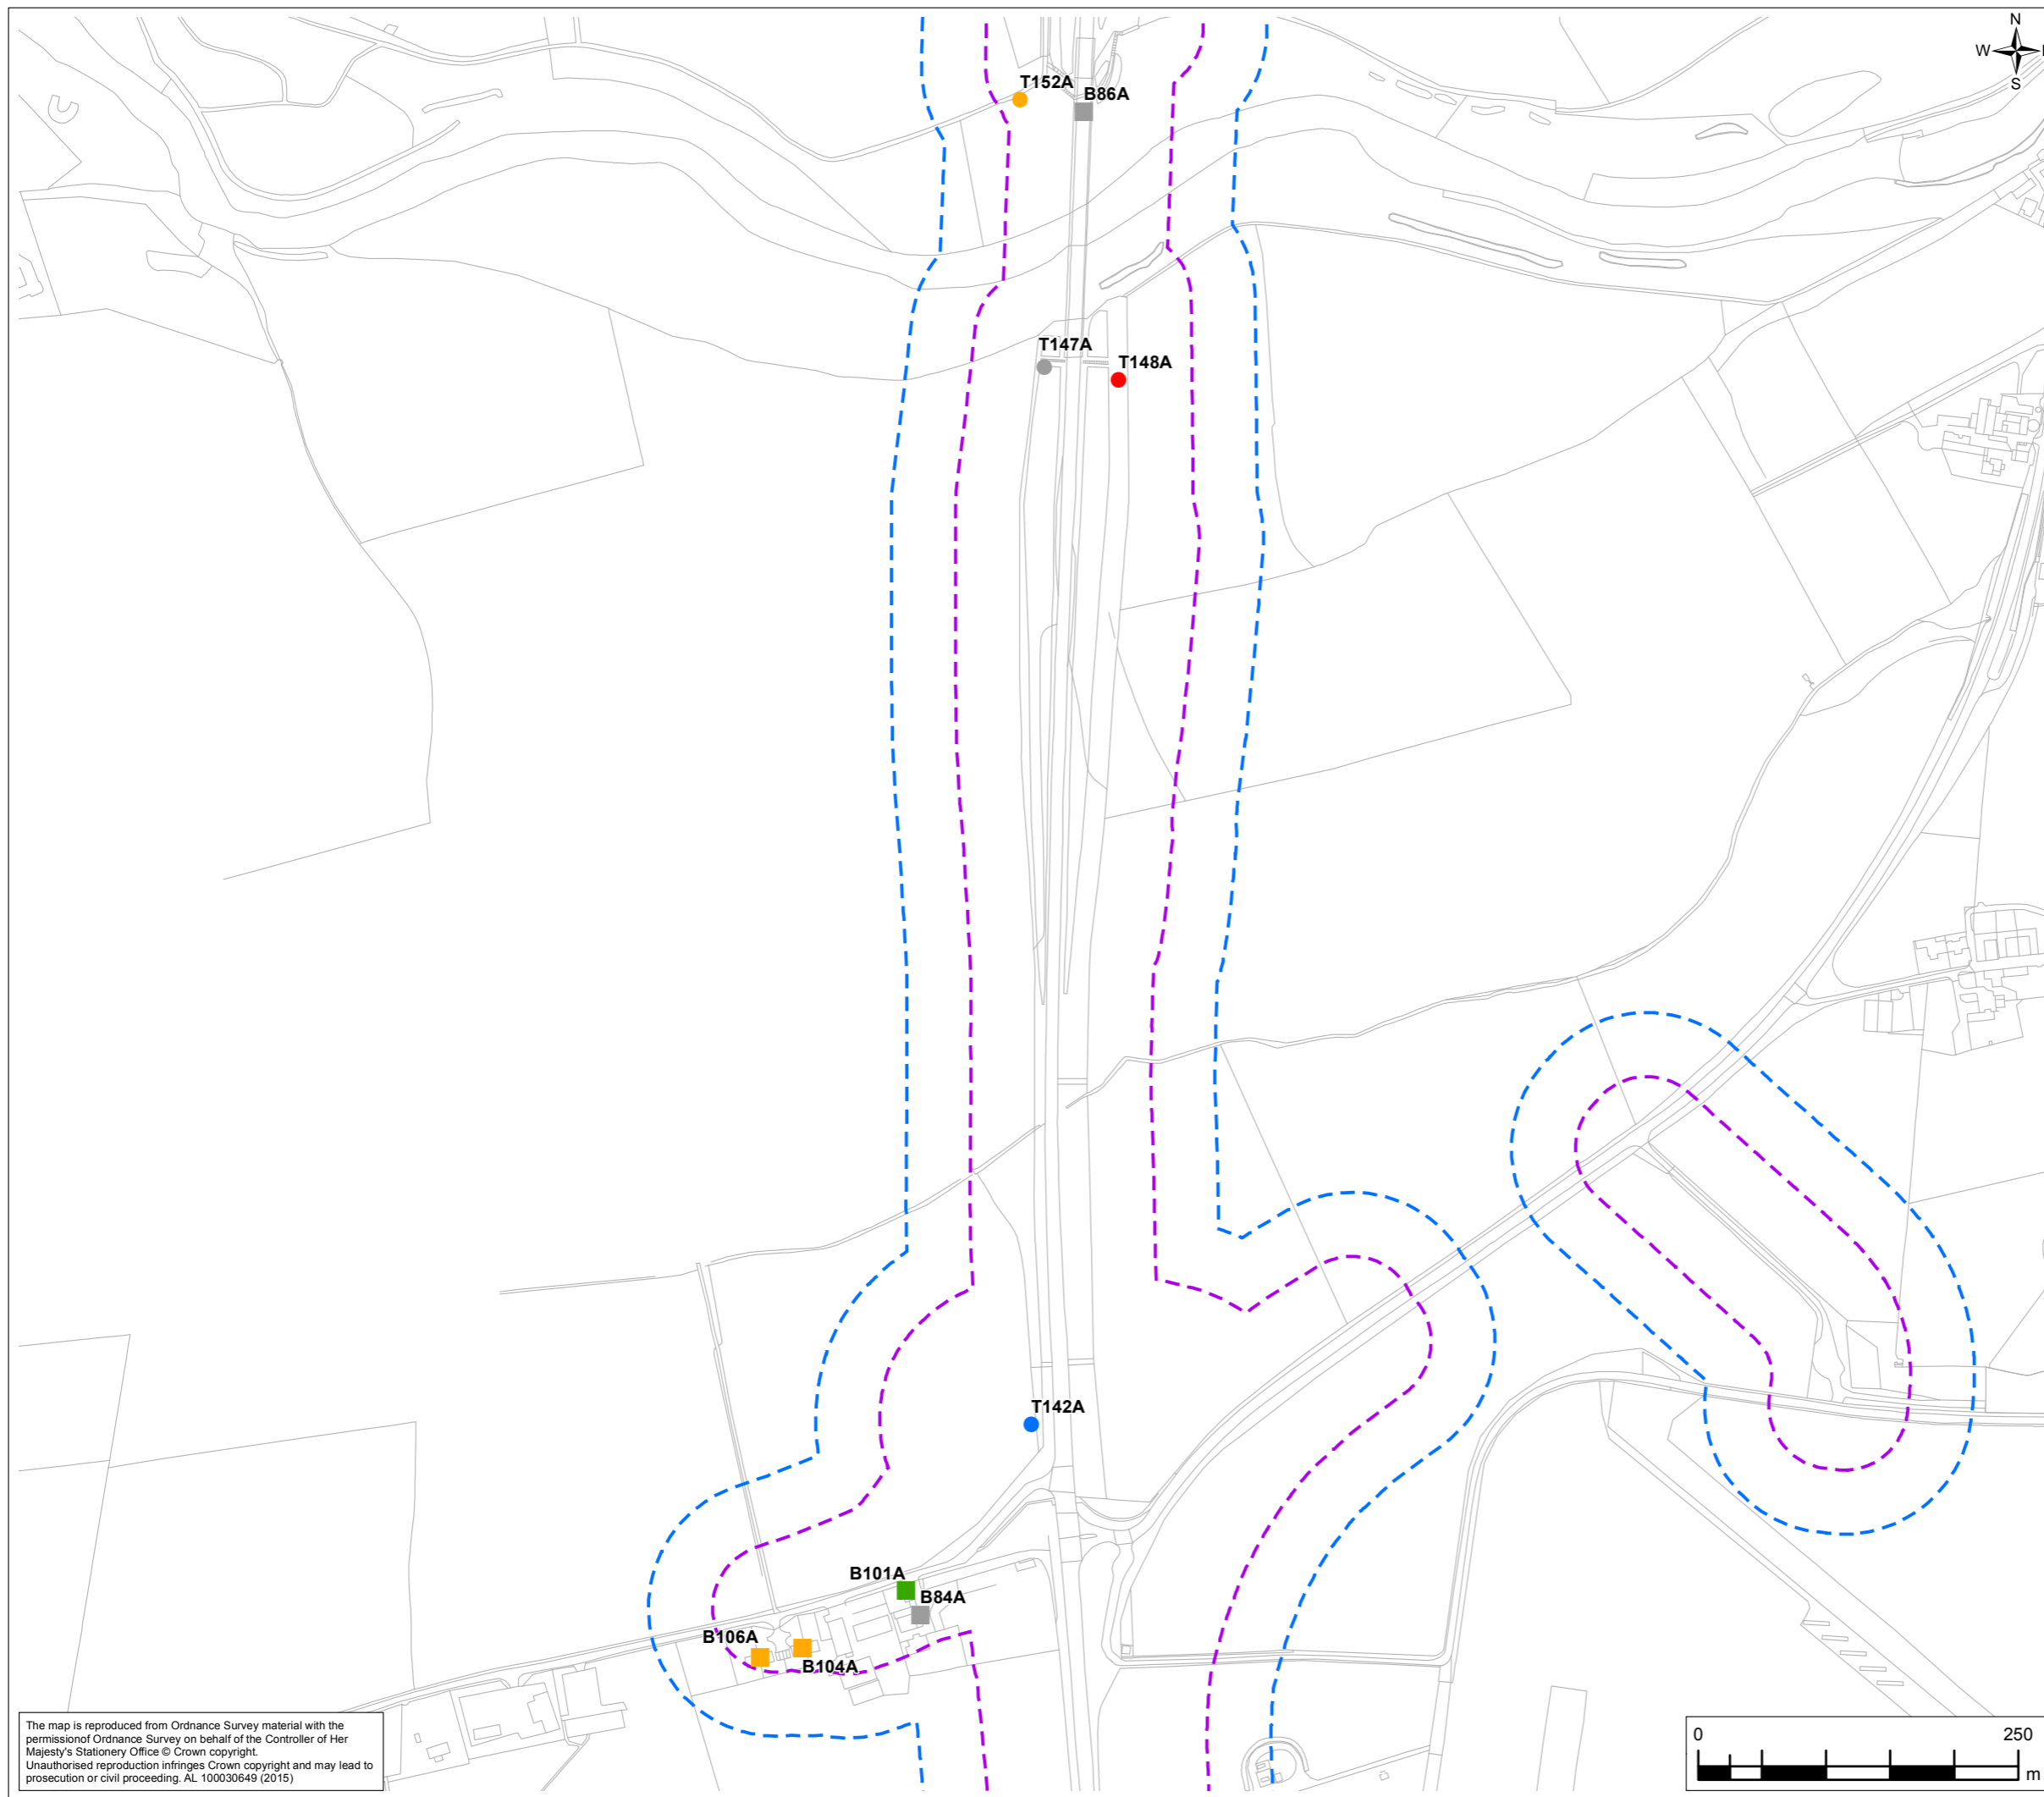 N
W
S
T152A
B86A
T147A
T148A
T142A
B101A
B84A
B106A
B104A
The map is reproduced from Ordnance Survey material with the
permissionof Ordnance Survey on behalf of the Controller of Her
Majesty's Stationery Office © Crown copyright.
Unauthorised reproduction infringes Crown copyright and may lead to
prosecution or civil proceeding. AL 100030649 (2015)
0 250
m